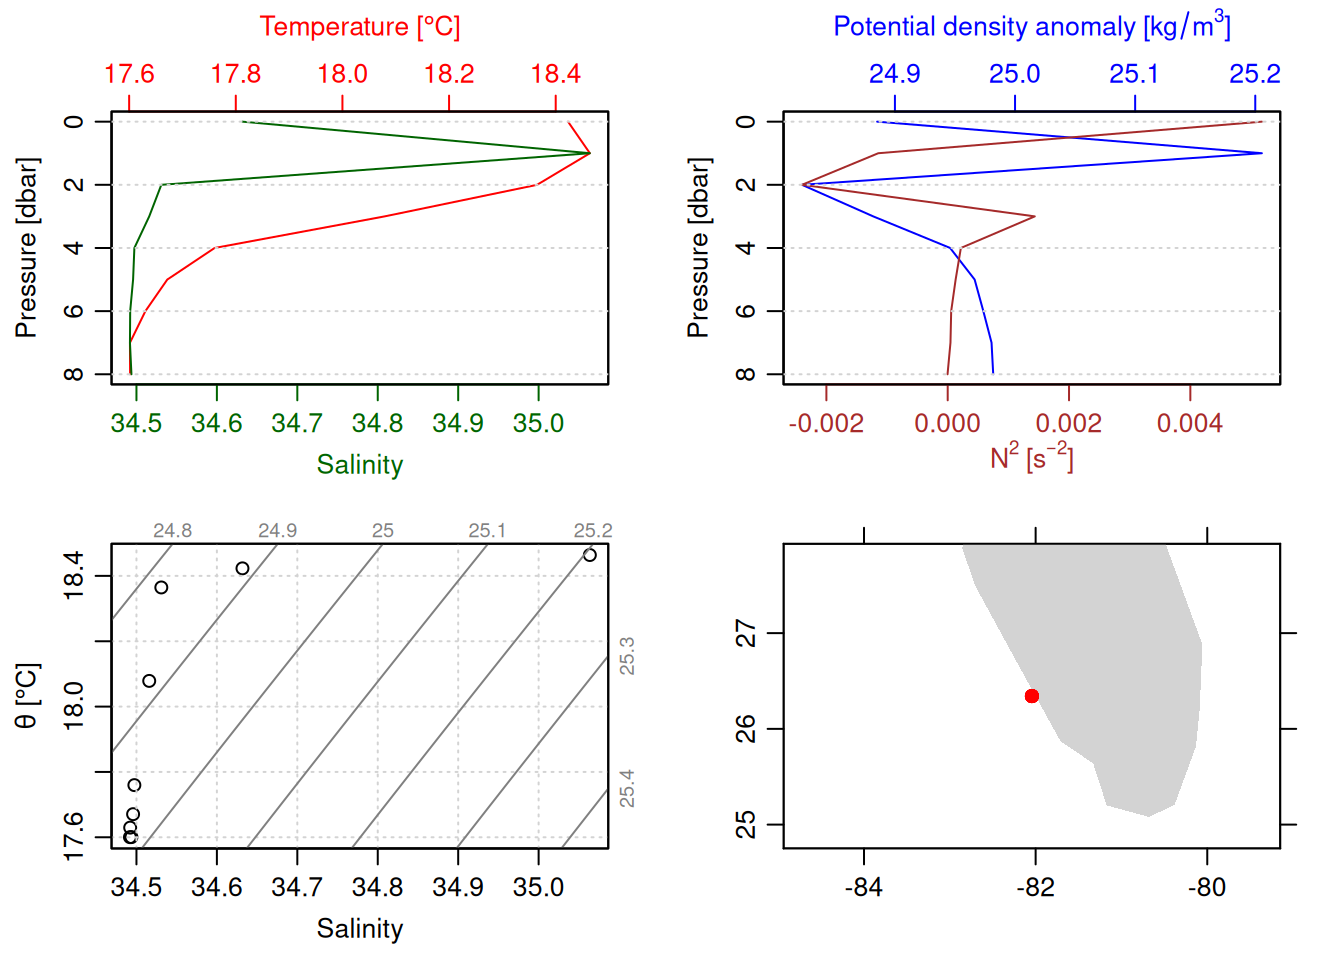 Temperature [°C]
17.6 17.8 18.0 18.2 18.4
Pressure [dbar]
0
2
4
6
8
34.5 34.6 34.7 34.8 34.9 35.0
Salinity
Potential density anomaly [kg/m³]
24.9 25.0 25.1 25.2
Pressure [dbar]
0
2
4
6
8
-0.002 0.000 0.002 0.004
N² [s⁻²]
24.8 24.9 25 25.1 25.2
θ [°C]
18.4
18.0
17.6
25.3
25.4
34.5 34.6 34.7 34.8 34.9 35.0
Salinity
27
26
25
-84 -82 -80